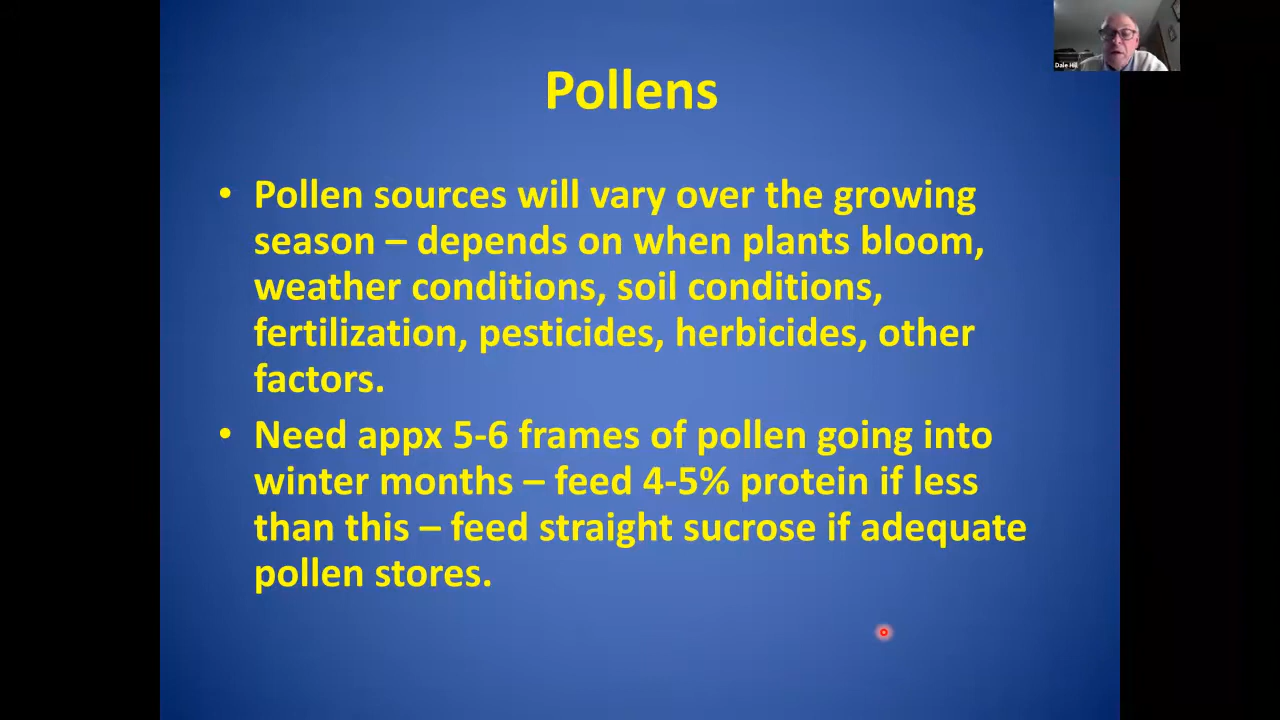 Pollens
• Pollen sources will vary over the growing
season – depends on when plants bloom,
weather conditions, soil conditions,
fertilization, pesticides, herbicides, other
factors.
• Need appx 5-6 frames of pollen going into
winter months – feed 4-5% protein if less
than this – feed straight sucrose if adequate
pollen stores.
Dale Hill